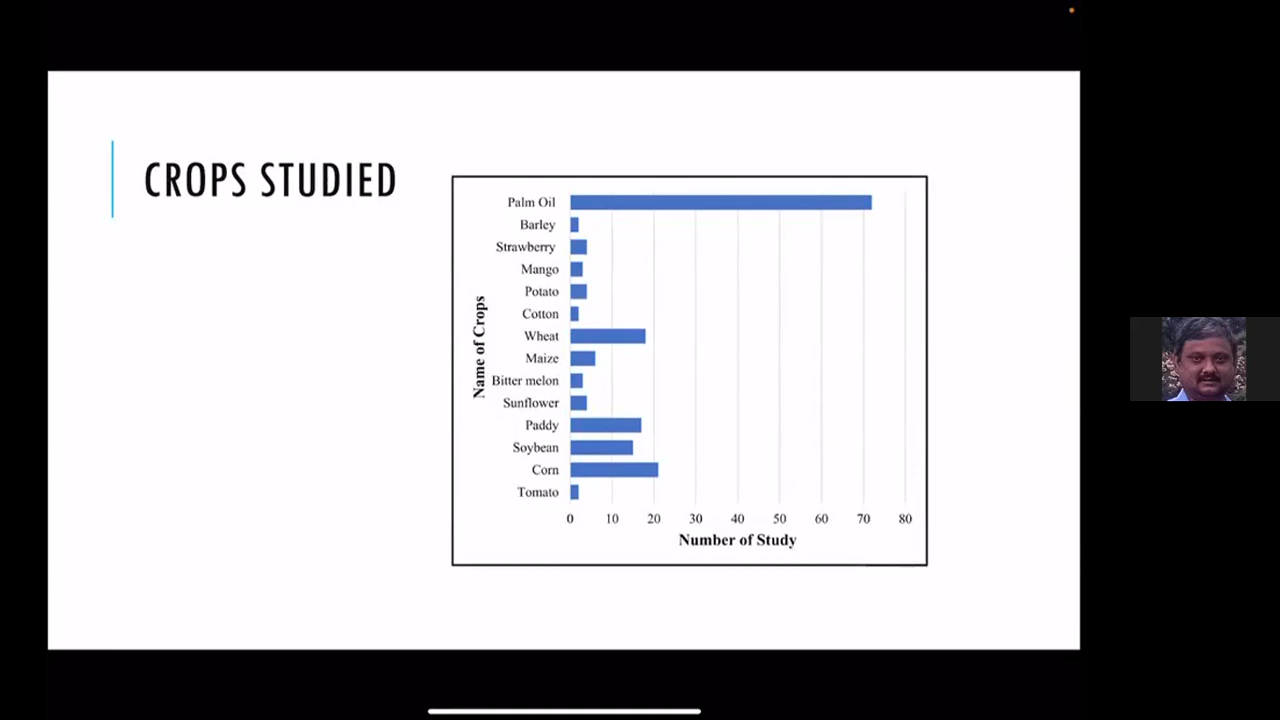 CROPS STUDIED
Palm Oil
Barley
Strawberry
Mango
Potato
Cotton
Wheat
Maize
Bitter melon
Sunflower
Paddy
Soybean
Corn
Tomato
Name of Crops
0 10 20 30 40 50 60 70 80
Number of Study